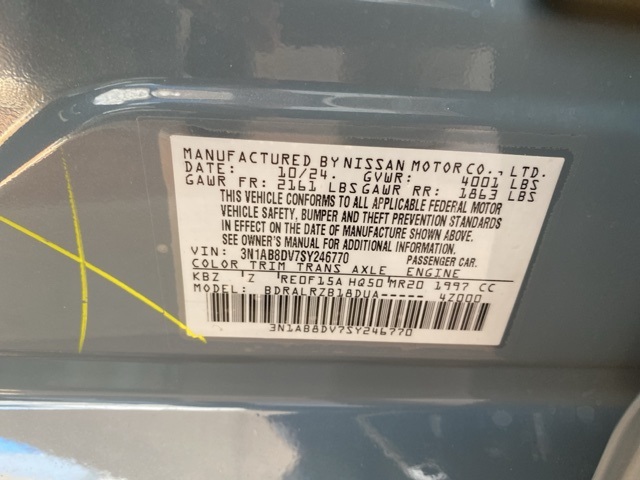 MANUFACTURED BY NISSAN MOTOR CO., LTD.
DATE: 10/24. GVWR: 4001 LBS
GAWR FR: 2161 LBS GAWR RR: 1863 LBS
THIS VEHICLE CONFORMS TO ALL APPLICABLE FEDERAL MOTOR
VEHICLE SAFETY, BUMPER AND THEFT PREVENTION STANDARDS
IN EFFECT ON THE DATE OF MANUFACTURE SHOWN ABOVE.
SEE OWNER'S MANUAL FOR ADDITIONAL INFORMATION.
VIN: 3N1AB8DV7SY246770 PASSENGER CAR.
COLOR TRIM TRANS AXLE ENGINE
KBZ Z RE0F15A HQ50 MR20 1997 CC
MODEL: BDRALRZB18DUA----- 4Z000
3N1AB8DV7SY246770